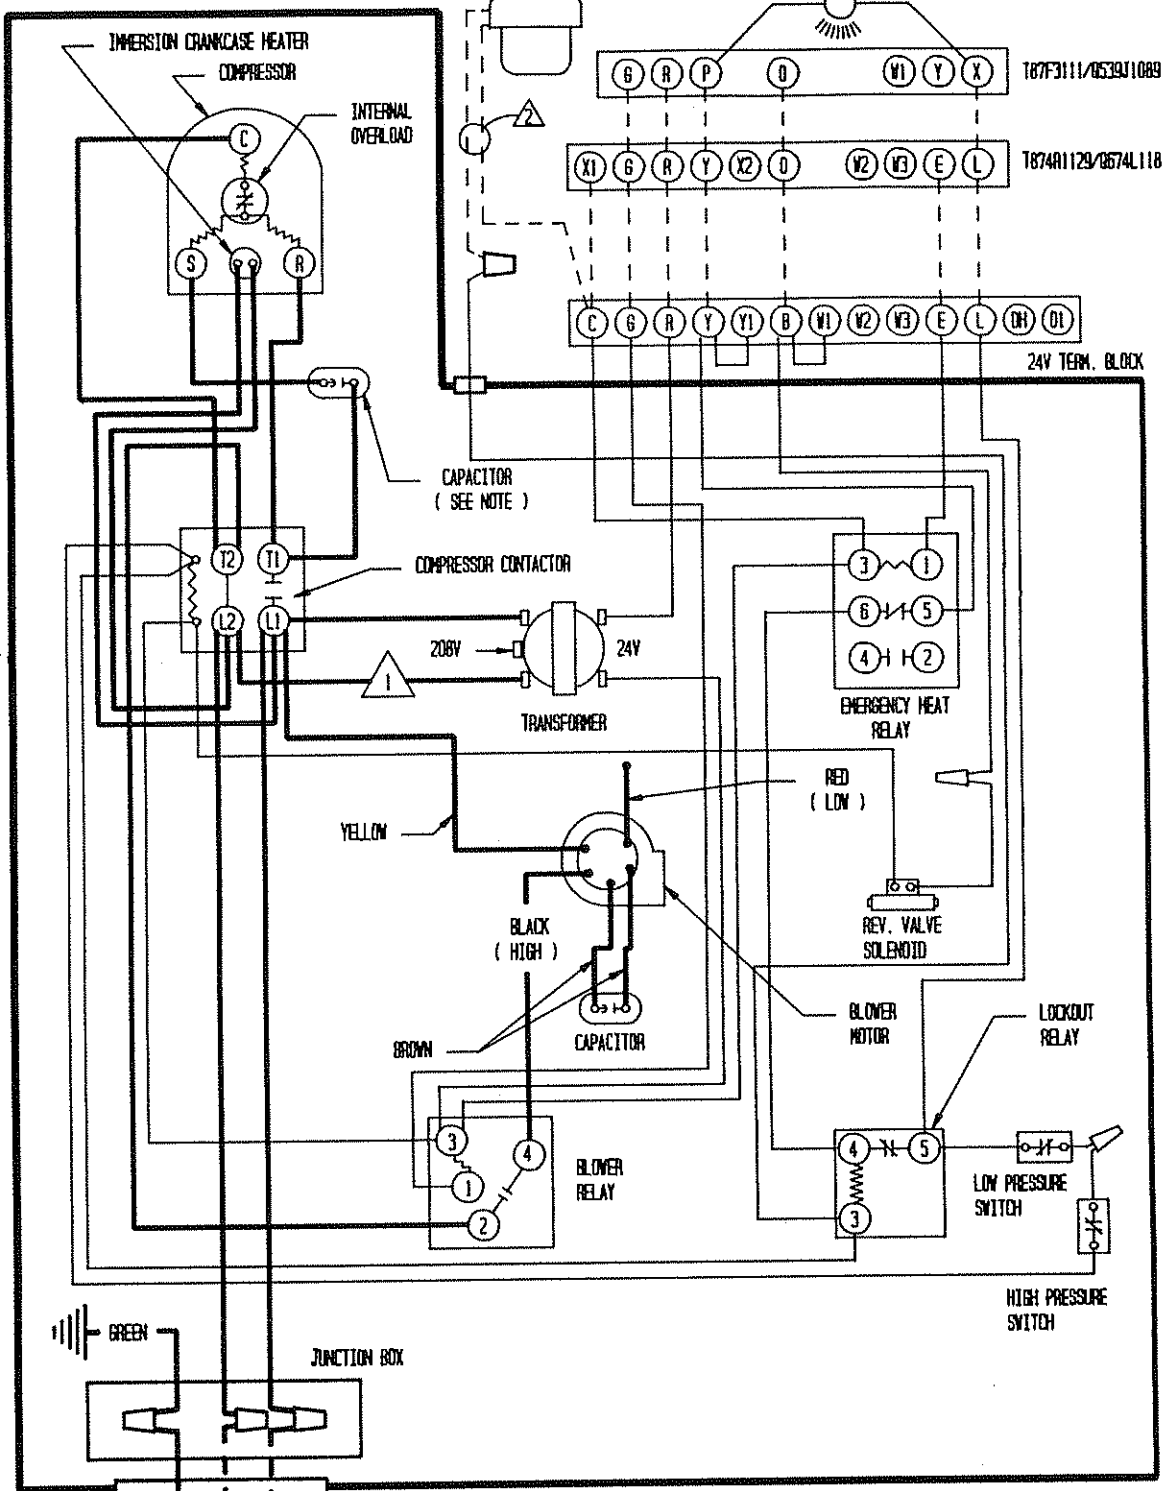 IMMERSION CRANKCASE HEATER
COMPRESSOR
INTERNAL
OVERLOAD
C
S
R
2
G R P O W1 Y X
T87F3111/Q539J1089
X1 G R Y X2 O W2 W3 E L
T874R1129/Q674L118
C G R Y Y1 B W1 W2 W3 E L DH O1
24V TERM. BLOCK
CAPACITOR
( SEE NOTE )
T2 T1
COMPRESSOR CONTACTOR
L2 L1
208V
24V
1
TRANSFORMER
3 1
6 5
4 2
EMERGENCY HEAT
RELAY
RED
( LOW )
YELLOW
BLACK
( HIGH )
REV. VALVE
SOLENOID
BROWN
CAPACITOR
BLOWER
MOTOR
LOCKOUT
RELAY
3
4
1
2
BLOWER
RELAY
4 5
3
LOW PRESSURE
SWITCH
HIGH PRESSURE
SWITCH
GREEN
JUNCTION BOX